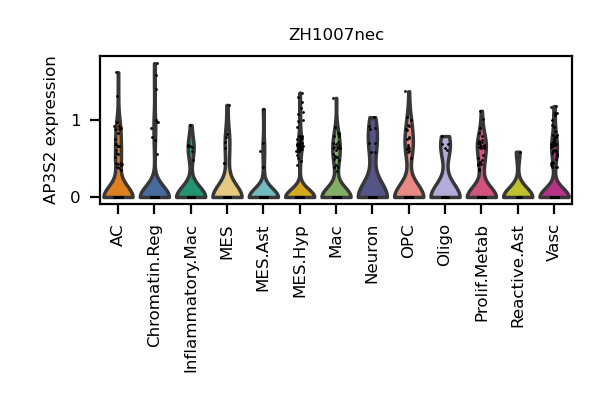 ZH1007nec
AP3S2 expression
1
0
AC
Chromatin.Reg
Inflammatory.Mac
MES
MES.Ast
MES.Hyp
Mac
Neuron
OPC
Oligo
Prolif.Metab
Reactive.Ast
Vasc